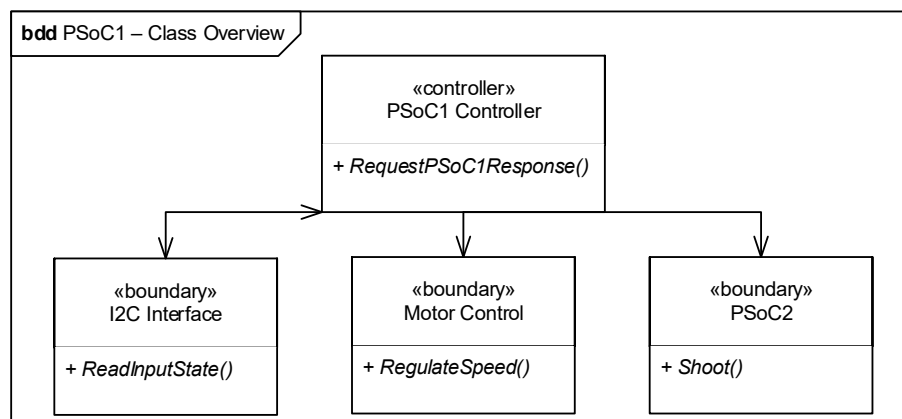 bdd PSoC1 – Class Overview
«controller»
PSoC1 Controller
+ RequestPSoC1Response()
«boundary»
I2C Interface
+ ReadInputState()
«boundary»
Motor Control
+ RegulateSpeed()
«boundary»
PSoC2
+ Shoot()